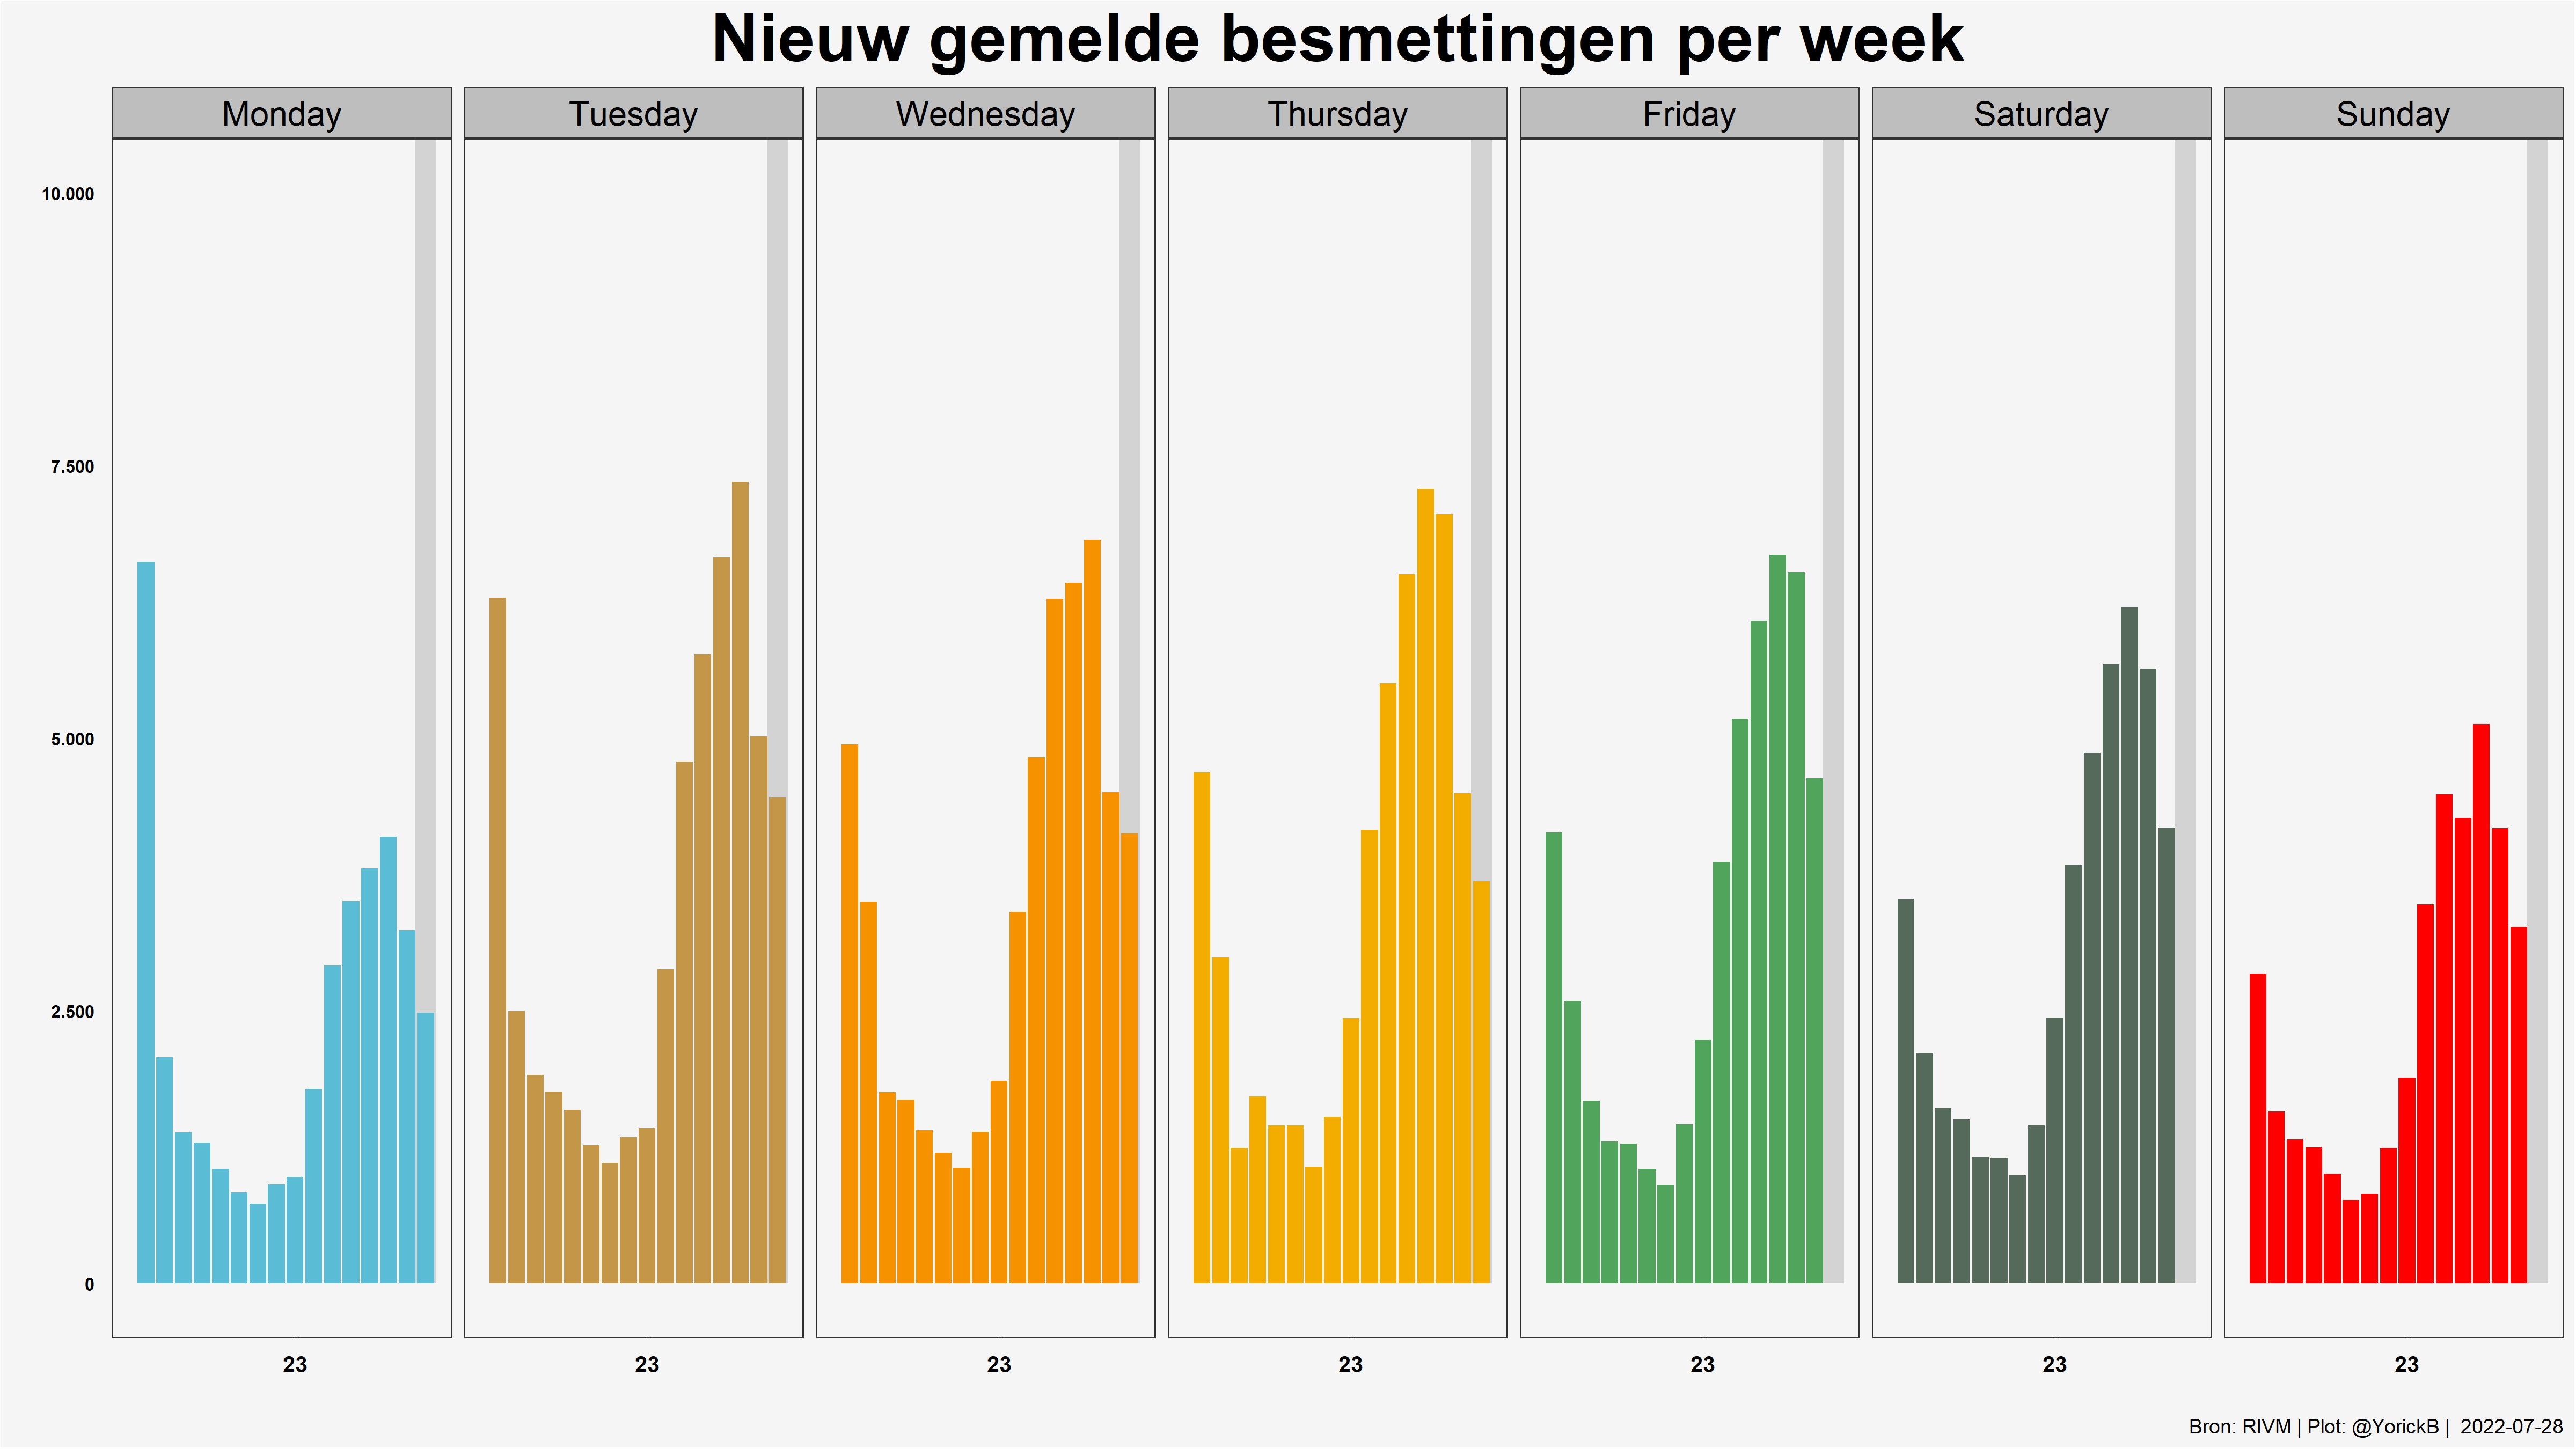 Nieuw gemelde besmettingen per week
Monday Tuesday Wednesday Thursday Friday Saturday Sunday
10.000
7.500
5.000
2.500
0
23 23 23 23 23 23 23
Bron: RIVM | Plot: @YorickB | 2022-07-28